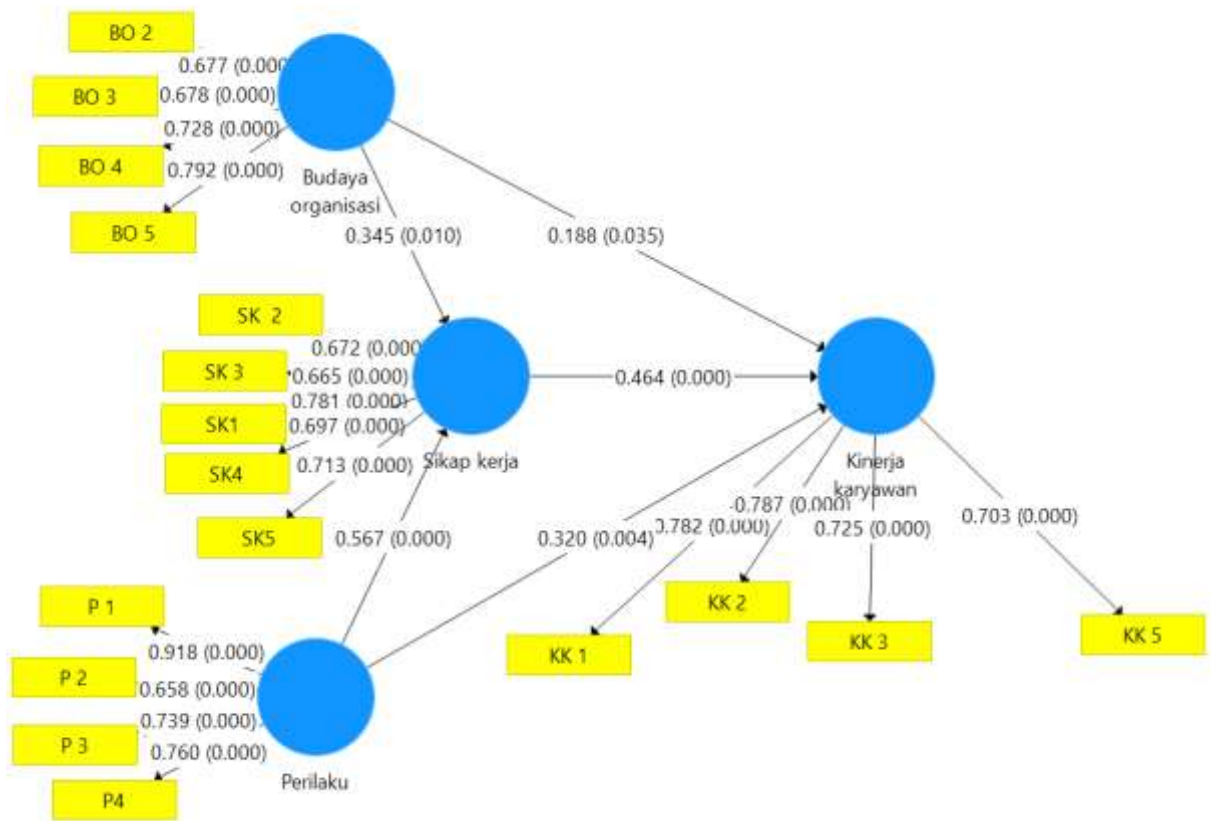 BO 2
0.677 (0.000
BO 3
0.678 (0.000)
0.728 (0.000)
BO 4
0.792 (0.000)
BO 5
Budaya
organisasi
0.345 (0.010)
0.188 (0.035)
SK 2
0.672 (0.000
SK 3
0.665 (0.000)
0.781 (0.000)
SK1
0.697 (0.000)
SK4
0.713 (0.000)
SK5
Sikap kerja
0.464 (0.000)
Kinerja
karyawan
0.567 (0.000)
0.320 (0.004)
0.782 (0.000)
0.787 (0.000)
0.725 (0.000)
0.703 (0.000)
KK 1
KK 2
KK 3
KK 5
P 1
0.918 (0.000)
P 2
0.658 (0.000)
0.739 (0.000)
P 3
0.760 (0.000)
P4
Perilaku